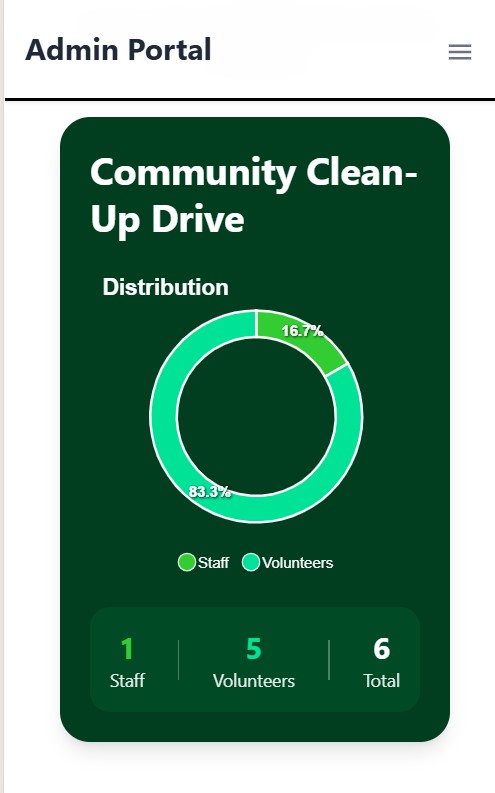 Admin Portal
Community Clean-
Up Drive
Distribution
16.7%
83.3%
Staff Volunteers
1 5 6
Staff Volunteers Total